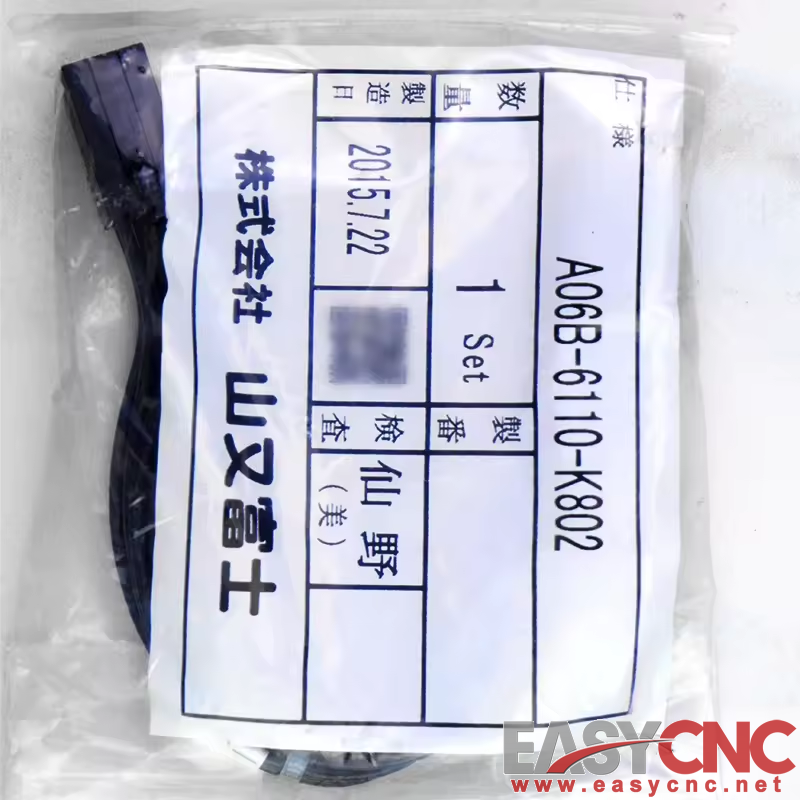 仕様 A06B-6110-K802
数量 1 Set 製番
製造日 2015.7.22 検査 仙野(美)
株式会社 山又富士
EASYCNC
www.easycnc.net